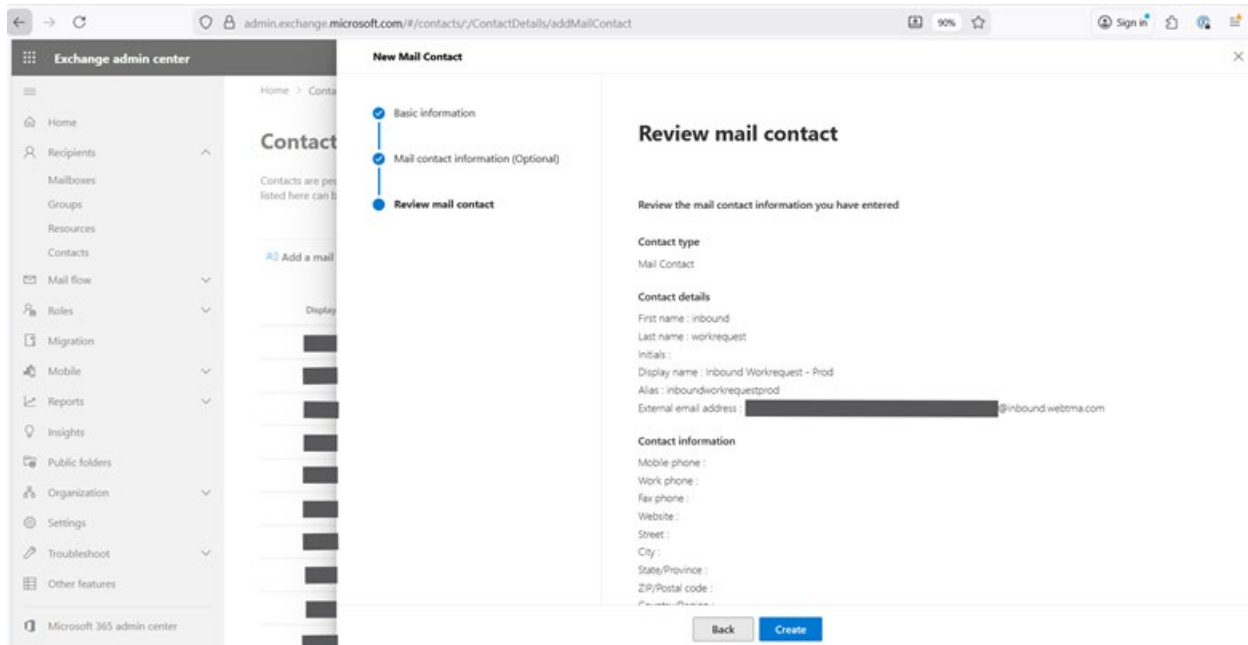 admin.exchange.microsoft.com/#/contacts/:/ContactDetails/addMailContact
90%
Sign in
Exchange admin center
Home
Recipients
Mailboxes
Groups
Resources
Contacts
Mail flow
Roles
Migration
Mobile
Reports
Insights
Public folders
Organization
Settings
Troubleshoot
Other features
Microsoft 365 admin center
Home > Conta
Contact
Contacts are
listed here can b
Add a mail
Display
New Mail Contact
Basic information
Mail contact information (Optional)
Review mail contact
Review mail contact
Review the mail contact information you have entered
Contact type
Mail Contact
Contact details
First name : inbound
Last name : workrequest
Initials :
Display name : Inbound Workrequest - Prod
Alias : inboundworkrequestprod
External email address : @inbound.webtma.com
Contact information
Mobile phone :
Work phone :
Fax phone :
Website :
Street :
City :
State/Province :
ZIP/Postal code :
Back
Create